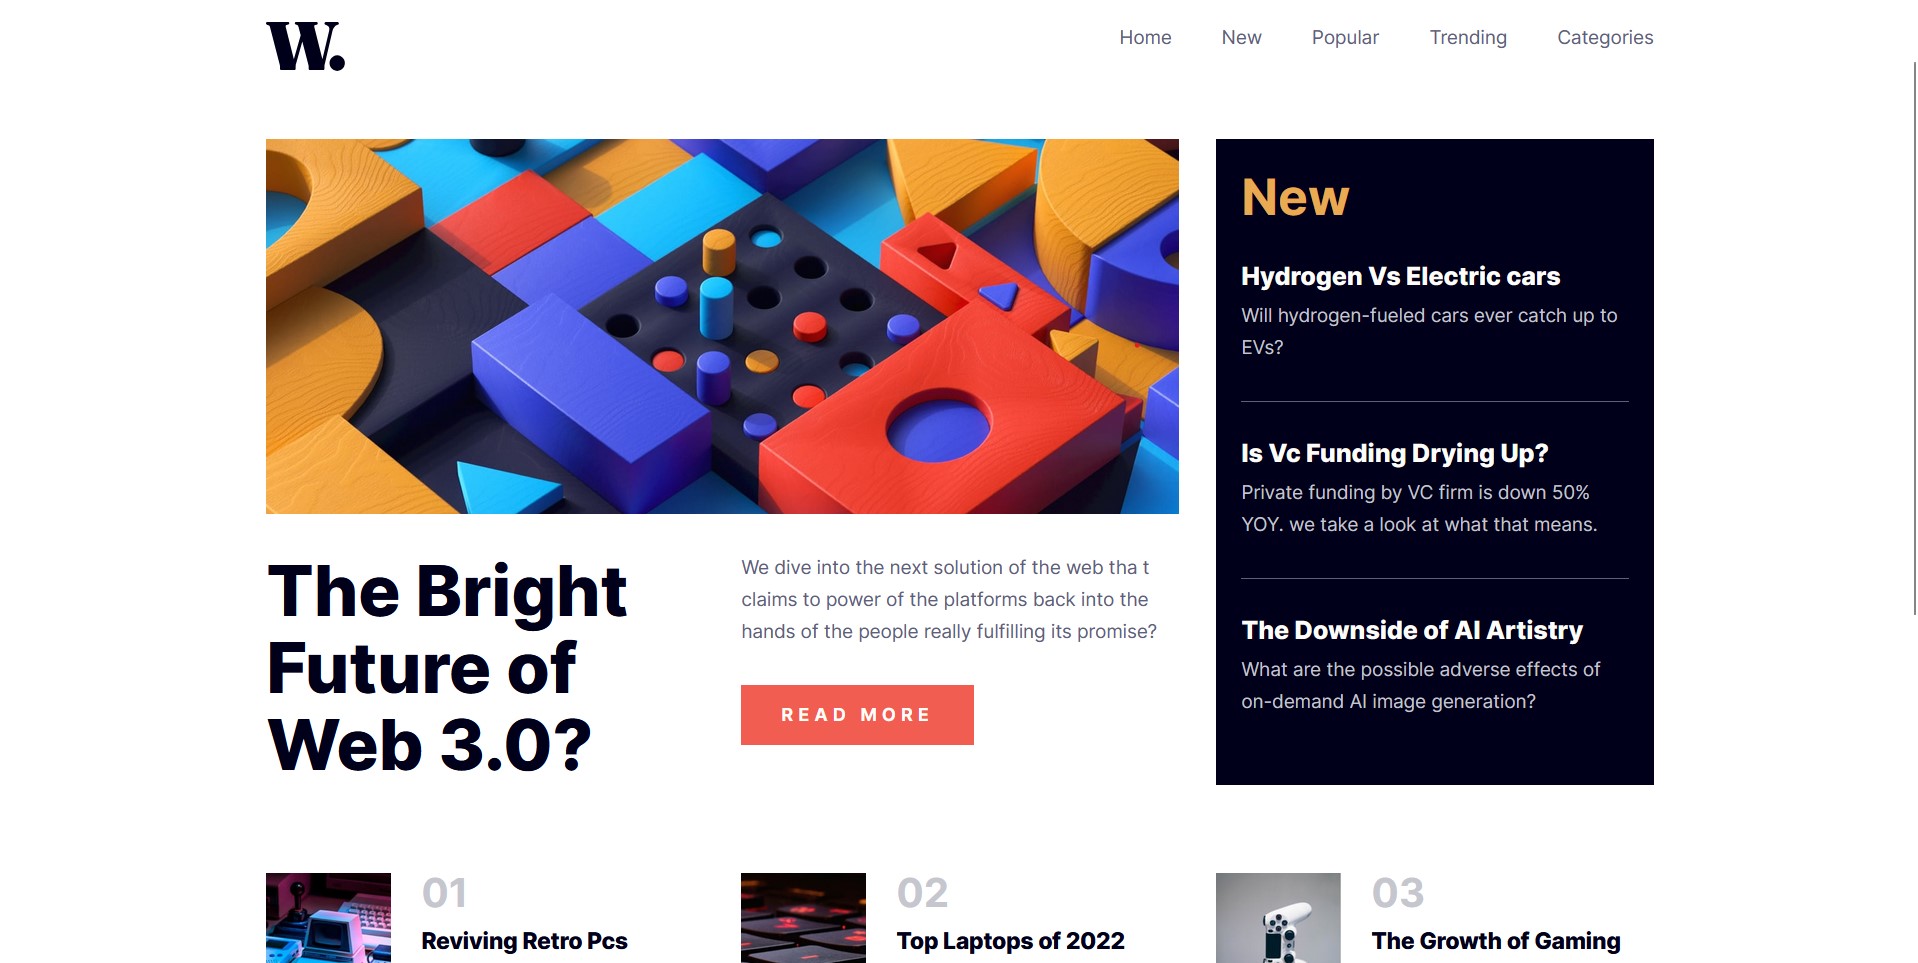 W.
Home New Popular Trending Categories
New
Hydrogen Vs Electric cars
Will hydrogen-fueled cars ever catch up to
EVs?
Is Vc Funding Drying Up?
Private funding by VC firm is down 50%
YOY. we take a look at what that means.
The Downside of AI Artistry
What are the possible adverse effects of
on-demand AI image generation?
The Bright
Future of
Web 3.0?
We dive into the next solution of the web tha t
claims to power of the platforms back into the
hands of the people really fulfilling its promise?
READ MORE
01
Reviving Retro Pcs
02
Top Laptops of 2022
03
The Growth of Gaming